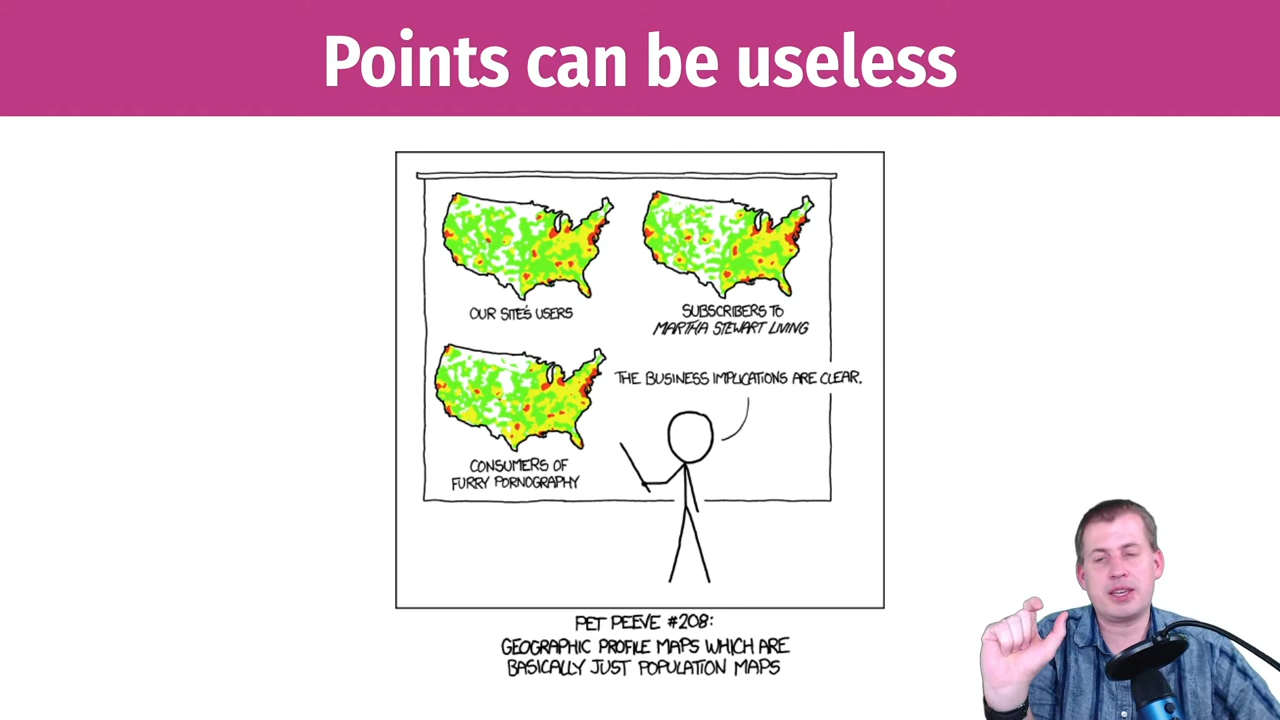 Points can be useless
OUR SITE'S USERS
SUBSCRIBERS TO
MARTHA STEWART LIVING
THE BUSINESS IMPLICATIONS ARE CLEAR.
CONSUMERS OF
FURRY PORNOGRAPHY
PET PEEVE #208:
GEOGRAPHIC PROFILE MAPS WHICH ARE
BASICALLY JUST POPULATION MAPS